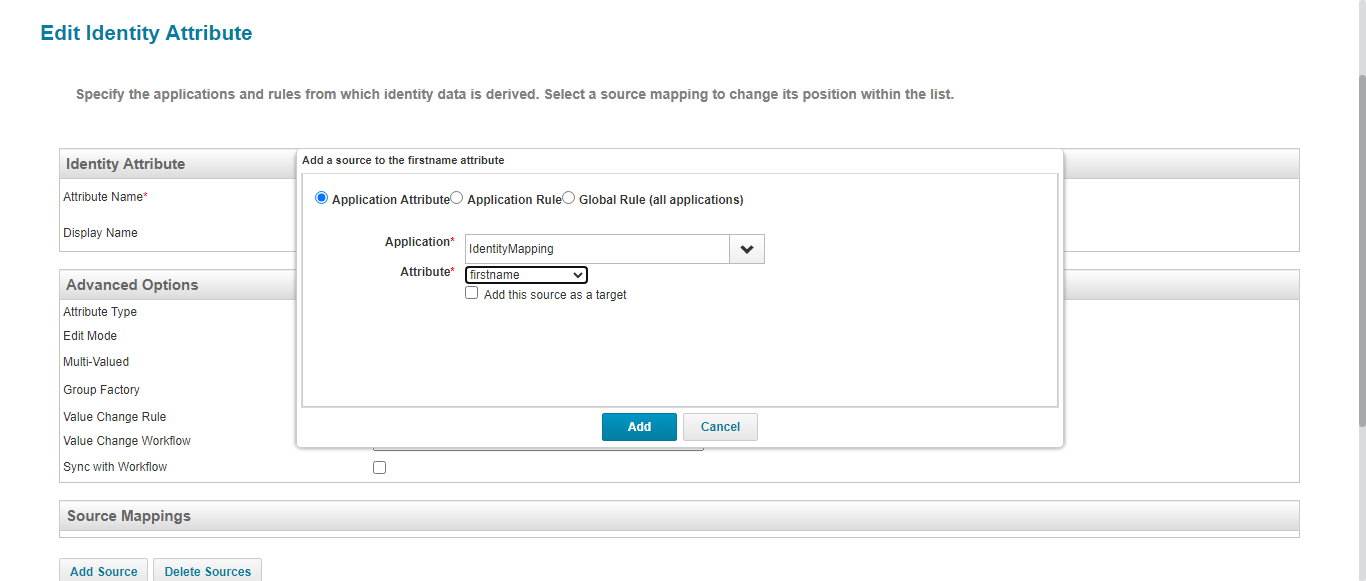 Edit Identity Attribute
Specify the applications and rules from which identity data is derived. Select a source mapping to change its position within the list.
Identity Attribute
Attribute Name*
Display Name
Add a source to the firstname attribute
Application Attribute Application Rule Global Rule (all applications)
Application* IdentityMapping
Attribute* firstname
Add this source as a target
Add Cancel
Advanced Options
Attribute Type
Edit Mode
Multi-Valued
Group Factory
Value Change Rule
Value Change Workflow
Sync with Workflow
Source Mappings
Add Source Delete Sources